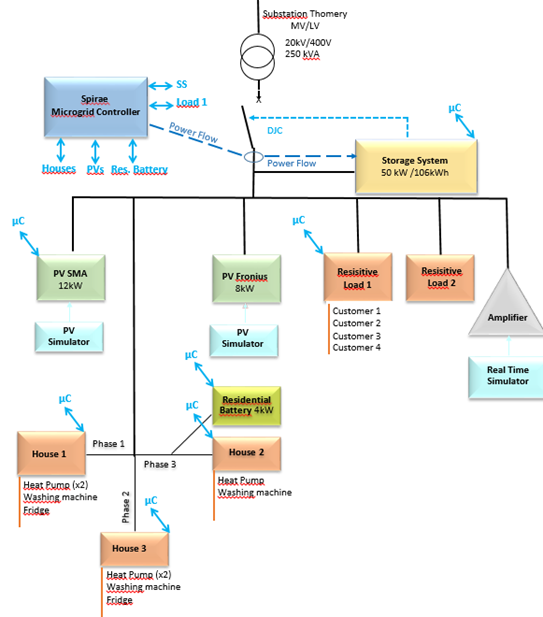 Substation Thomery
MV/LV
20kV/400V
250 kVA
SS
Load 1
Spirae
Microgrid Controller
Power Flow
DJC
Power Flow
Houses PVs Res. Battery
µC
Storage System
50 kW /106kWh
µC
PV SMA
12kW
PV
Simulator
PV Fronius
8kW
PV
Simulator
µC
Resisitive
Load 1
Customer 1
Customer 2
Customer 3
Customer 4
Resisitive
Load 2
Amplifier
Real Time
Simulator
µC
Residential
Battery 4kW
µC
House 1
Heat Pump (x2)
Washing machine
Fridge
Phase 1
Phase 3
Phase 2
µC
House 2
Heat Pump
Washing machine
µC
House 3
Heat Pump (x2)
Washing machine
Fridge